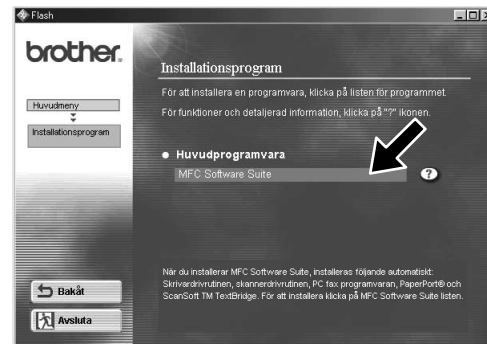 Flash
brother.
Huvudmeny
Installationsprogram
Installationsprogram
För att installera en programvara, klicka på listen för programmet.
För funktioner och detaljerad information, klicka på "?" ikonen.
Huvudprogramvara
MFC Software Suite
?
När du installerar MFC Software Suite, installeras följande automatiskt:
Skrivardrivrutinen, skannerdrivrutinen, PC fax programvaran, PaperPort® och
ScanSoft TM TextBridge. För att installera klicka på MFC Software Suite listen.
Bakåt
Avsluta